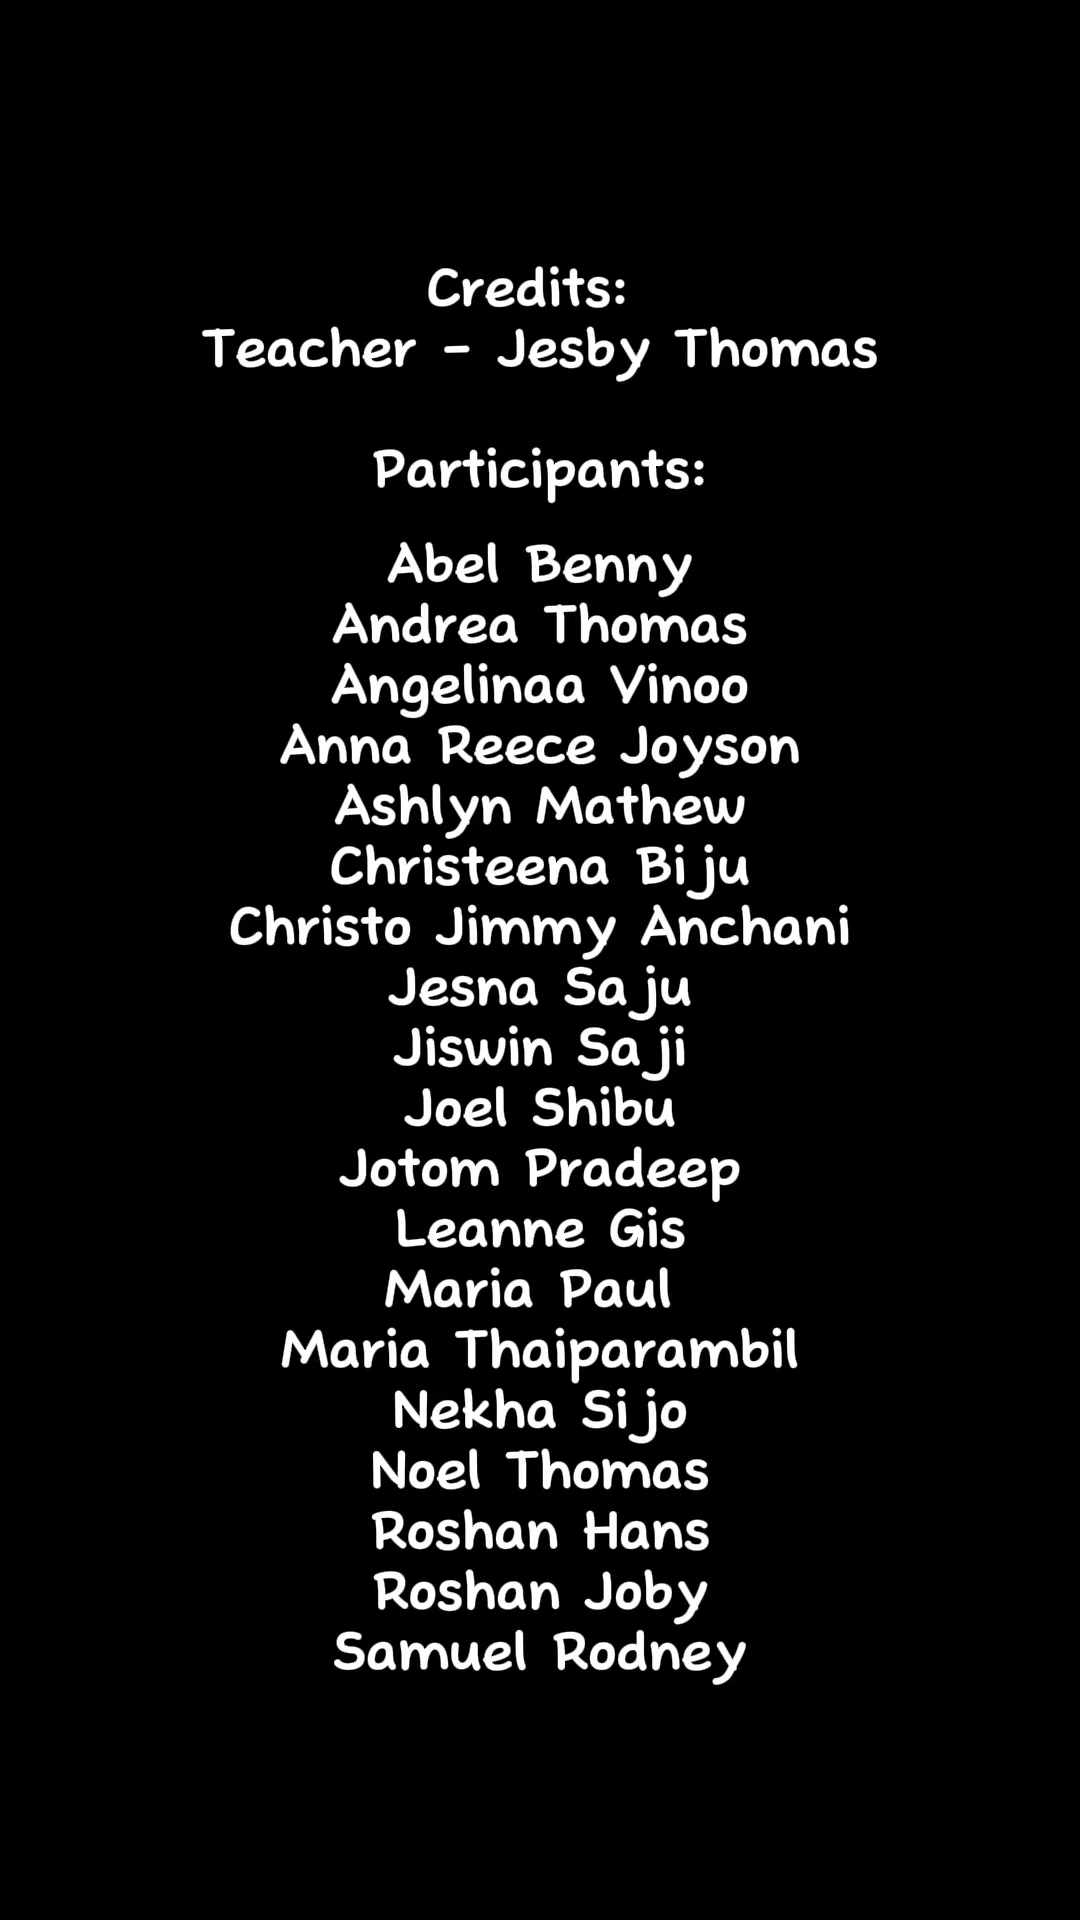 Credits:
Teacher - Jesby Thomas
Participants:
Abel Benny
Andrea Thomas
Angelinaa Vinoo
Anna Reece Joyson
Ashlyn Mathew
Christeena Biju
Christo Jimmy Anchani
Jesna Saju
Jiswin Saji
Joel Shibu
Jotom Pradeep
Leanne Gis
Maria Paul
Maria Thaiparambil
Nekha Sijo
Noel Thomas
Roshan Hans
Roshan Joby
Samuel Rodney